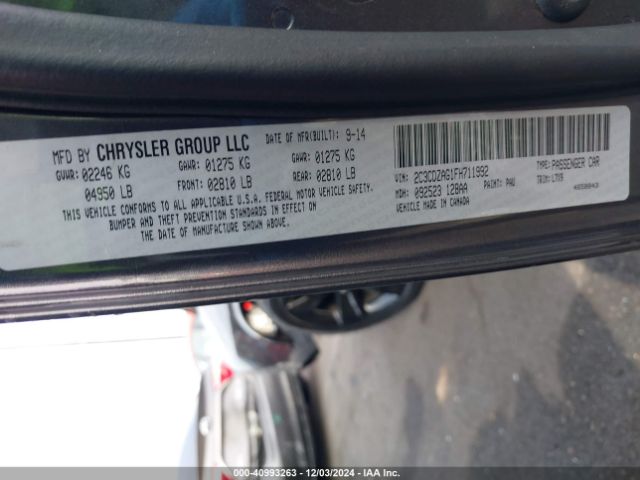 MFD BY CHRYSLER GROUP LLC DATE OF MFR(BUILT): 9-14
GVWR: 02246 KG GAWR: 01275 KG GAWR: 01275 KG
04950 LB FRONT: 02810 LB REAR: 02810 LB
THIS VEHICLE CONFORMS TO ALL APPLICABLE U.S.A. FEDERAL MOTOR VEHICLE SAFETY,
BUMPER AND THEFT PREVENTION STANDARDS IN EFFECT ON
THE DATE OF MANUFACTURE SHOWN ABOVE.
VIN: 2C3CDZAG1FH711992 TYPE: PASSENGER CAR
MDH: 092523 128AA PAINT: PAU TRIM: L7X9
VEHICLE MADE IN CANADA
000-40993263 - 12/03/2024 - IAA